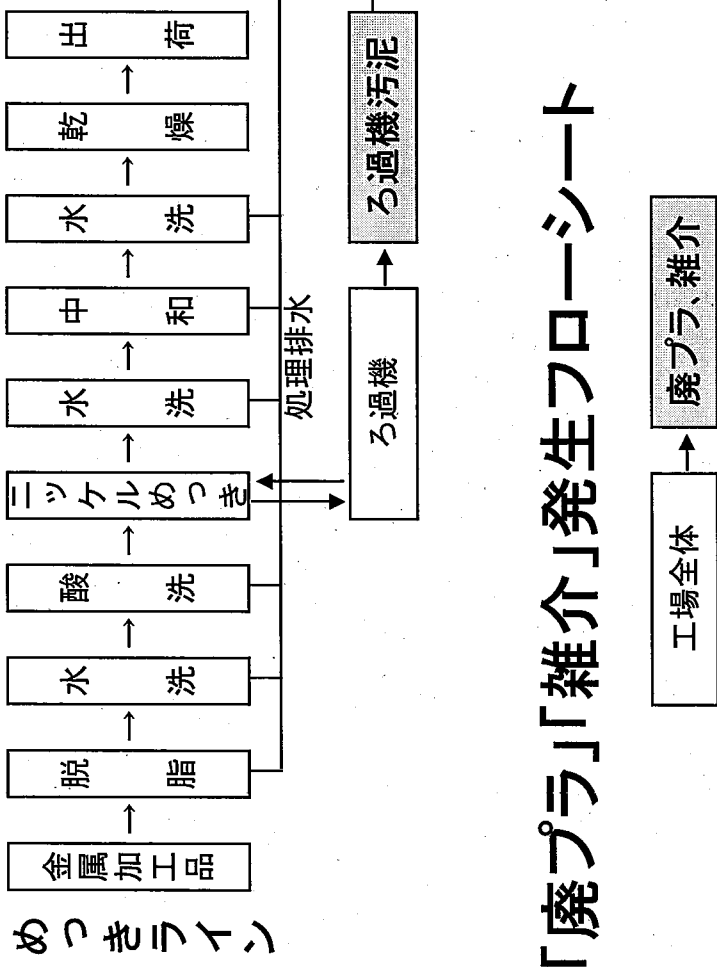 めっきライン
金属加工品
→
脱脂
→
水洗
→
酸洗
→
ニッケルめっき
→
水洗
→
中和
→
水洗
→
乾燥
→
出荷
処理排水
ろ過機
ろ過機汚泥
「廃プラ」「雑介」発生フローシート
工場全体
廃プラ、雑介